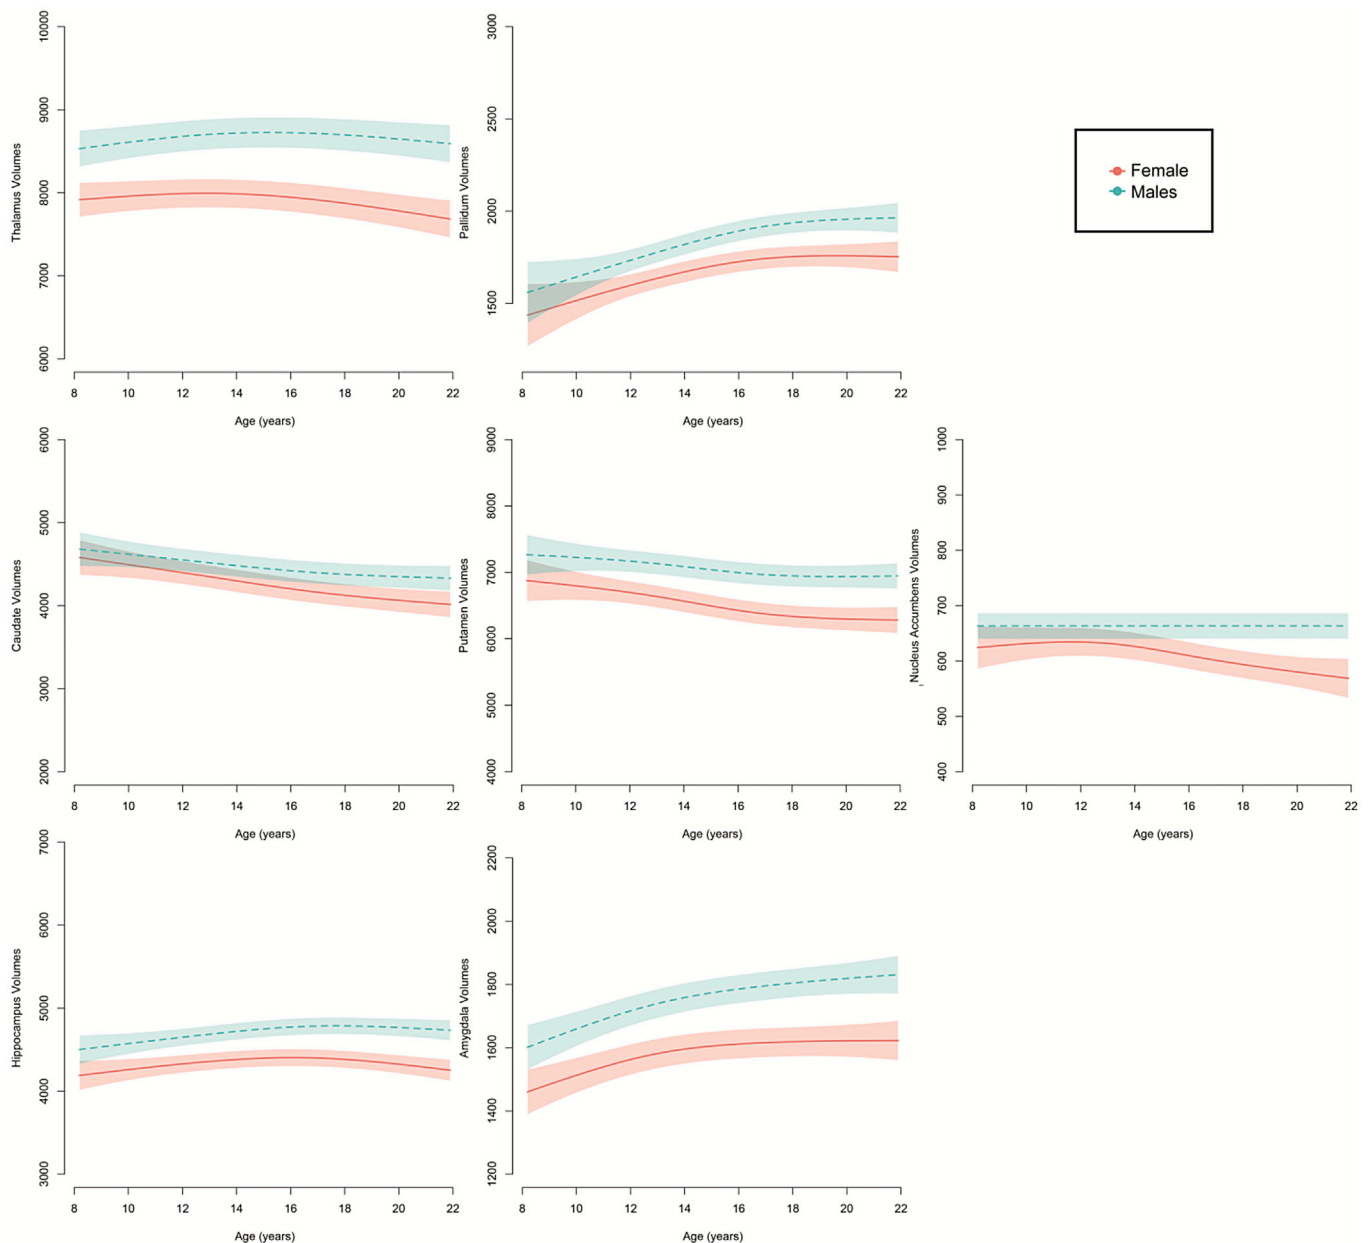 Thalamus Volumes
10000
9000
8000
7000
6000
8 10 12 14 16 18 20 22
Age (years)
Pallidum Volumes
3000
2500
2000
1500
8 10 12 14 16 18 20 22
Age (years)
Female
Males
Caudate Volumes
6000
5000
4000
3000
2000
8 10 12 14 16 18 20 22
Age (years)
Putamen Volumes
9000
8000
7000
6000
5000
4000
8 10 12 14 16 18 20 22
Age (years)
Nucleus Accumbens Volumes
1000
900
800
700
600
500
400
8 10 12 14 16 18 20 22
Age (years)
Hippocampus Volumes
7000
6000
5000
4000
3000
8 10 12 14 16 18 20 22
Age (years)
Amygdala Volumes
2200
2000
1800
1600
1400
1200
8 10 12 14 16 18 20 22
Age (years)